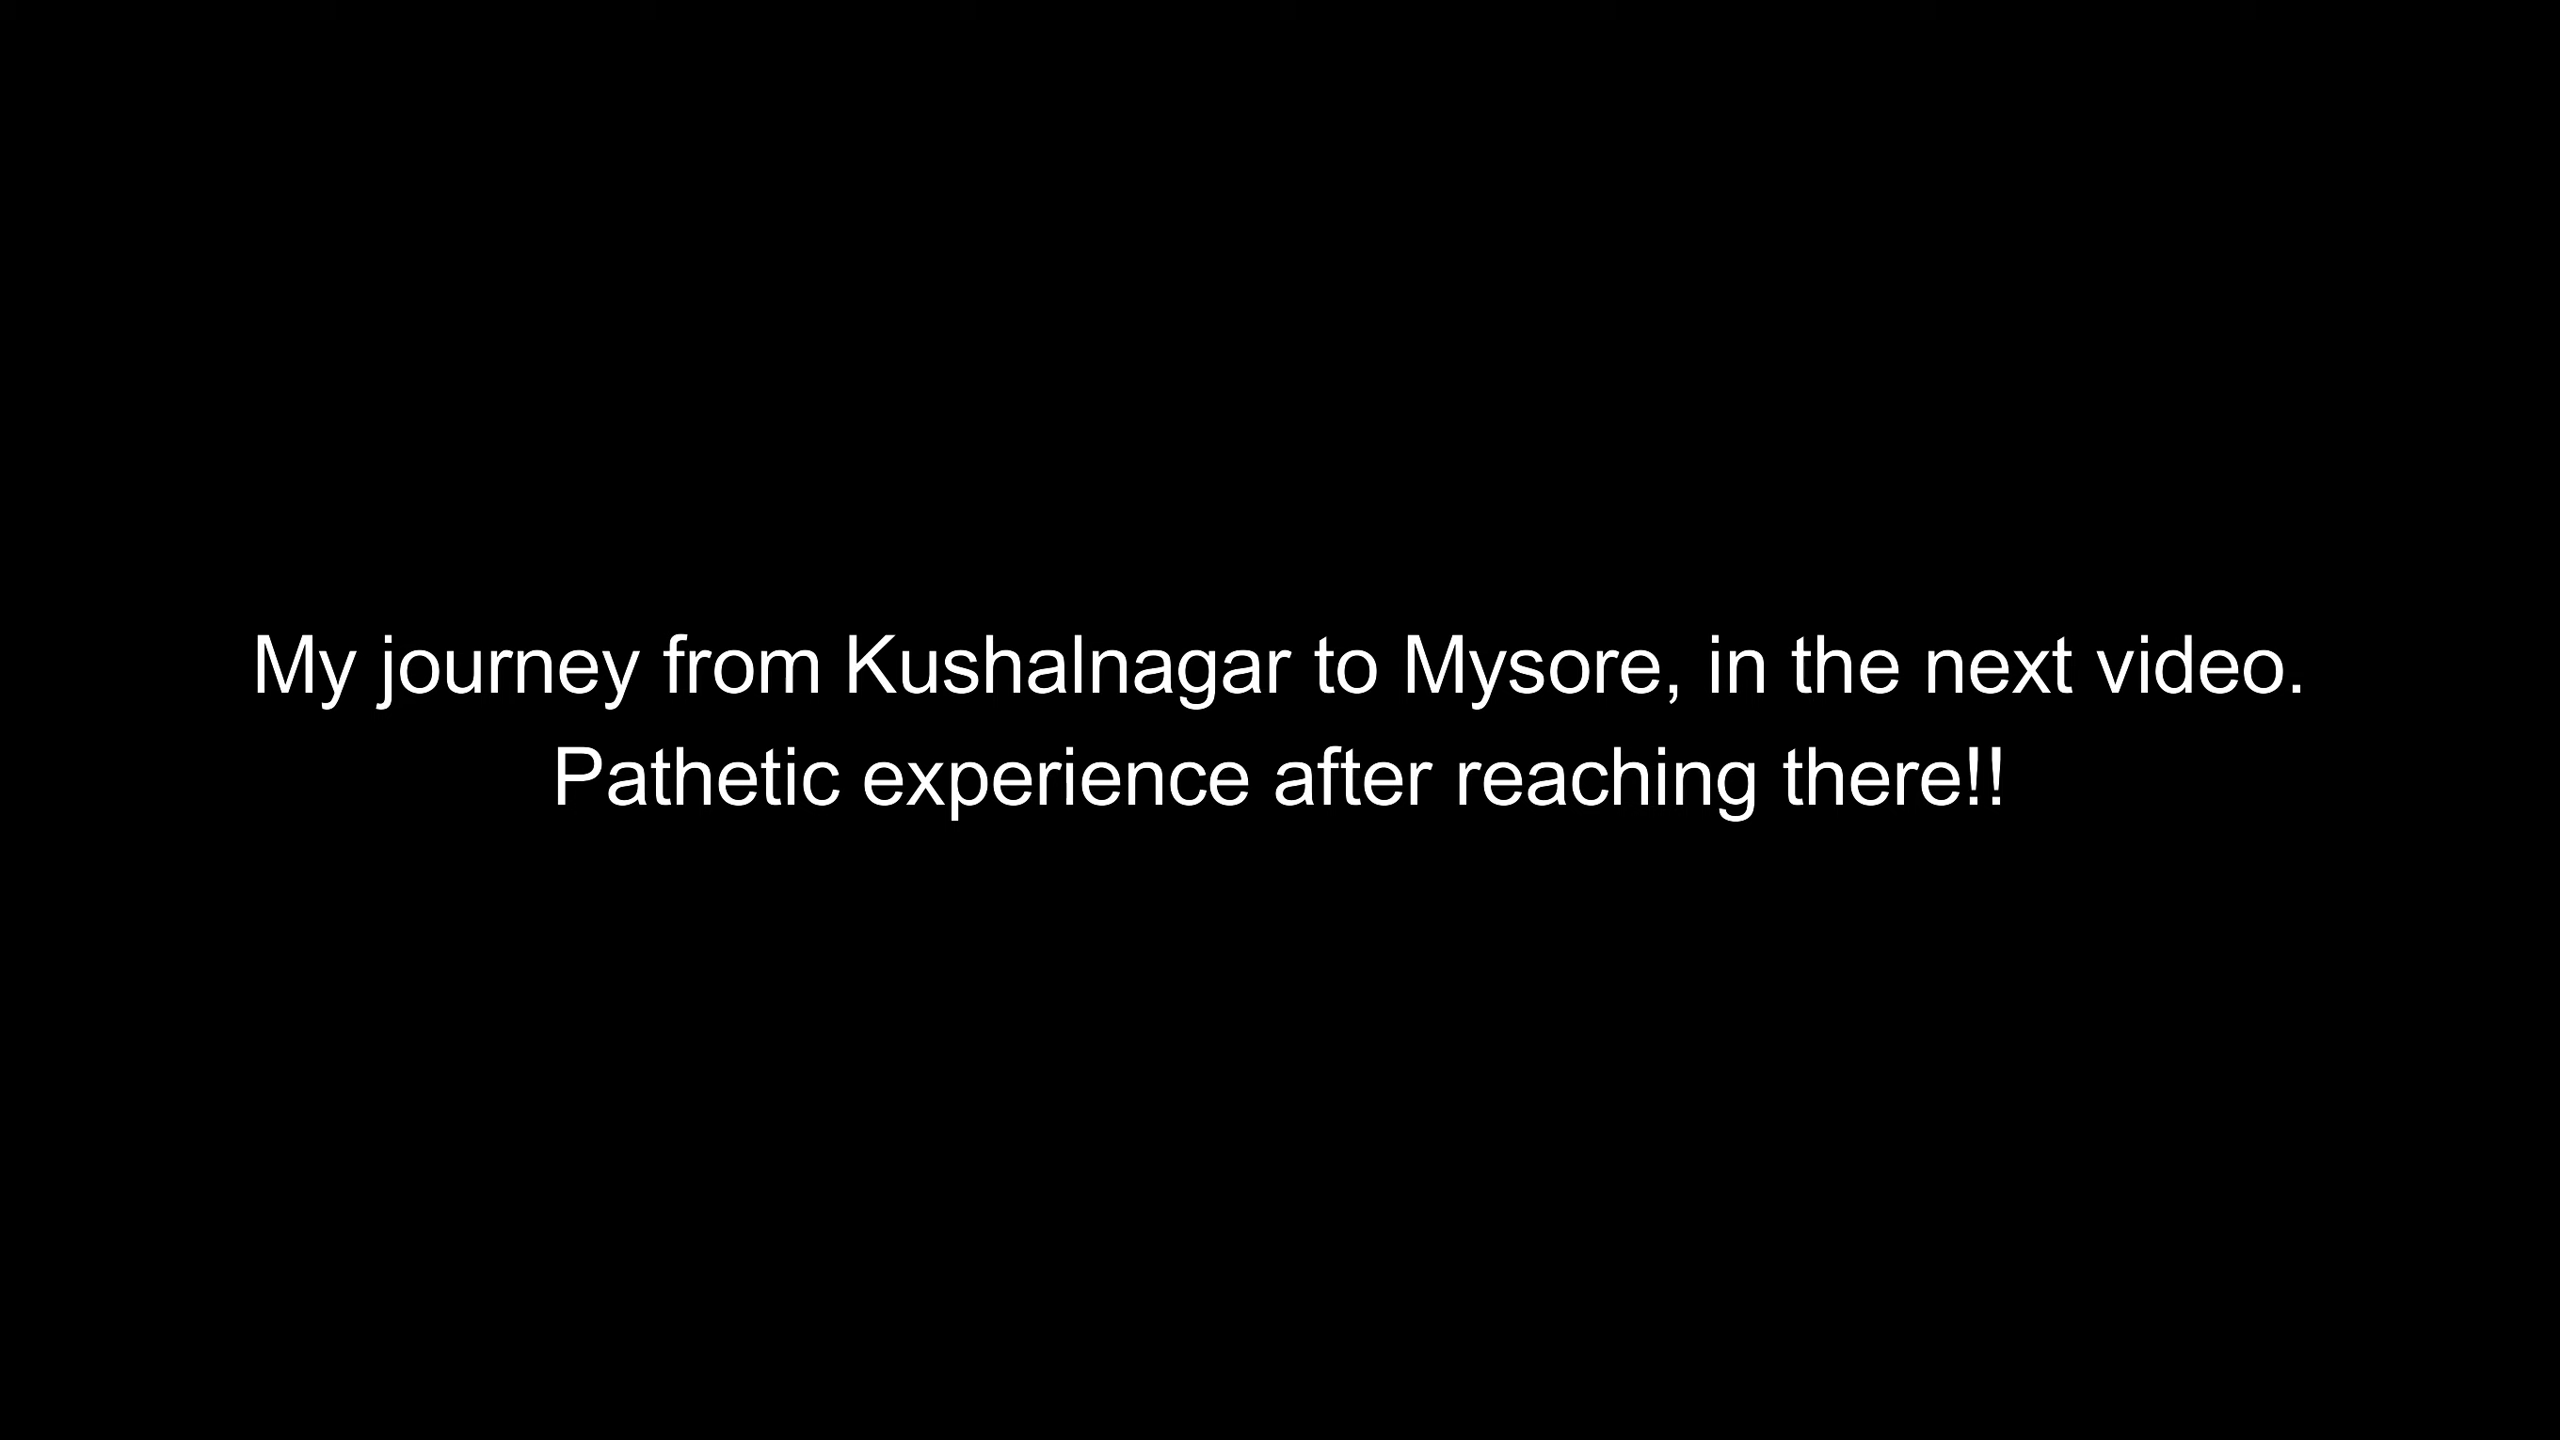 My journey from Kushalnagar to Mysore, in the next video.
Pathetic experience after reaching there!!